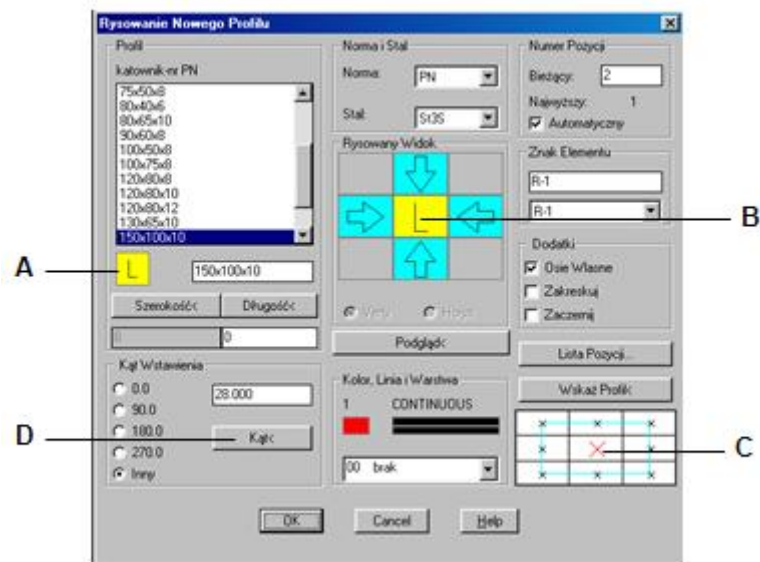 Rysowanie Nowego Profilu
Profil
kątownik-nr PN
75x50x8
80x40x6
80x65x10
90x60x8
100x50x8
100x75x8
120x80x8
120x80x10
120x80x12
130x65x10
150x100x10
A
L
150x100x10
Szerokość<
Długość<
0
Kąt Wstawienia
0.0
90.0
180.0
270.0
Inny
28.000
Kąt<
D
Norma i Stal
Norma:
PN
Stal:
St3S
Rysowany Widok
L
B
Podgląd<
Kolor, Linia i Warstwa
1
CONTINUOUS
00 brak
Numer Pozycji
Bieżący:
2
Najwyższy:
1
Automatyczny
Znak Elementu
R-1
R-1
Dodatki
Osie Własne
Zakreskuj
Zaczernij
Lista Pozycji...
Wskaż Profil<
C
OK
Cancel
Help